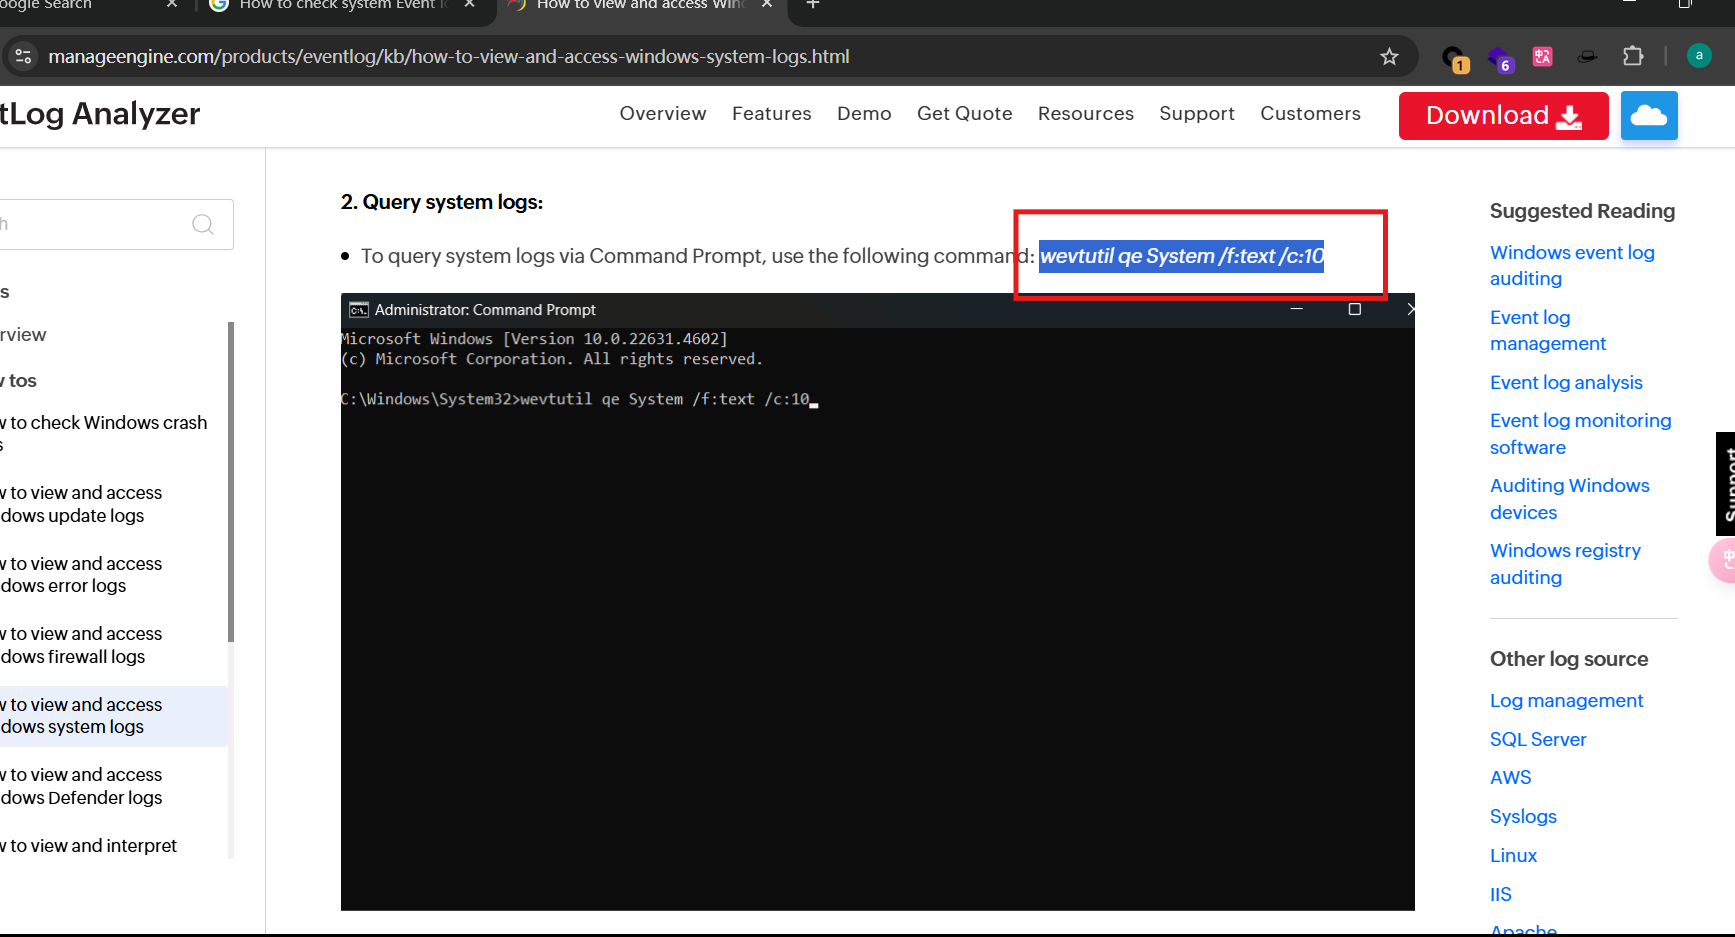 oogle Search
How to check system Event lo
How to view and access Wind
manageengine.com/products/eventlog/kb/how-to-view-and-access-windows-system-logs.html
1
6
a
tLog Analyzer
Overview
Features
Demo
Get Quote
Resources
Support
Customers
Download
h
s
rview
v tos
v to check Windows crash
s
v to view and access
dows update logs
v to view and access
dows error logs
v to view and access
dows firewall logs
v to view and access
dows system logs
v to view and access
dows Defender logs
v to view and interpret
2. Query system logs:
• To query system logs via Command Prompt, use the following command: wevtutil qe System /f:text /c:10
Administrator: Command Prompt
Microsoft Windows [Version 10.0.22631.4602]
(c) Microsoft Corporation. All rights reserved.
C:\Windows\System32>wevtutil qe System /f:text /c:10_
Suggested Reading
Windows event log
auditing
Event log
management
Event log analysis
Event log monitoring
software
Auditing Windows
devices
Windows registry
auditing
Other log source
Log management
SQL Server
AWS
Syslogs
Linux
IIS
Apache
Support